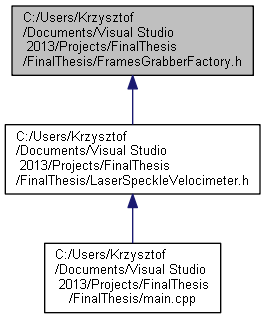 C:/Users/Krzysztof
/Documents/Visual Studio
2013/Projects/FinalThesis
/FinalThesis/FramesGrabberFactory.h
C:/Users/Krzysztof
/Documents/Visual Studio
2013/Projects/FinalThesis
/FinalThesis/LaserSpeckleVelocimeter.h
C:/Users/Krzysztof
/Documents/Visual Studio
2013/Projects/FinalThesis
/FinalThesis/main.cpp